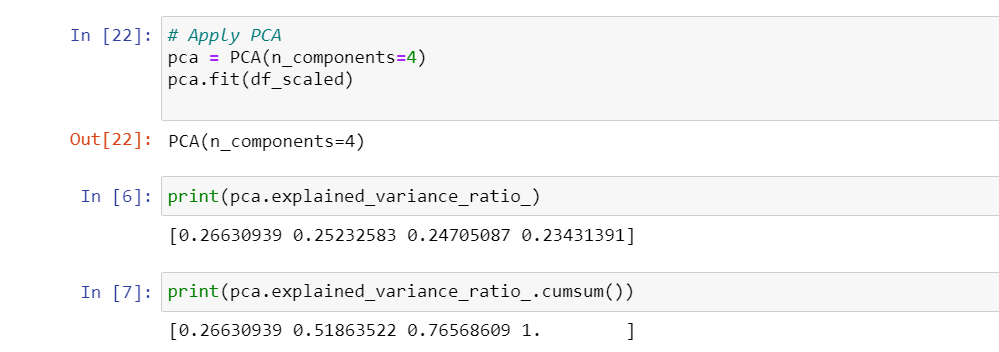 In [22]: # Apply PCA
pca = PCA(n_components=4)
pca.fit(df_scaled)
Out[22]: PCA(n_components=4)
In [6]: print(pca.explained_variance_ratio_)
[0.26630939 0.25232583 0.24705087 0.23431391]
In [7]: print(pca.explained_variance_ratio_.cumsum())
[0.26630939 0.51863522 0.76568609 1.        ]